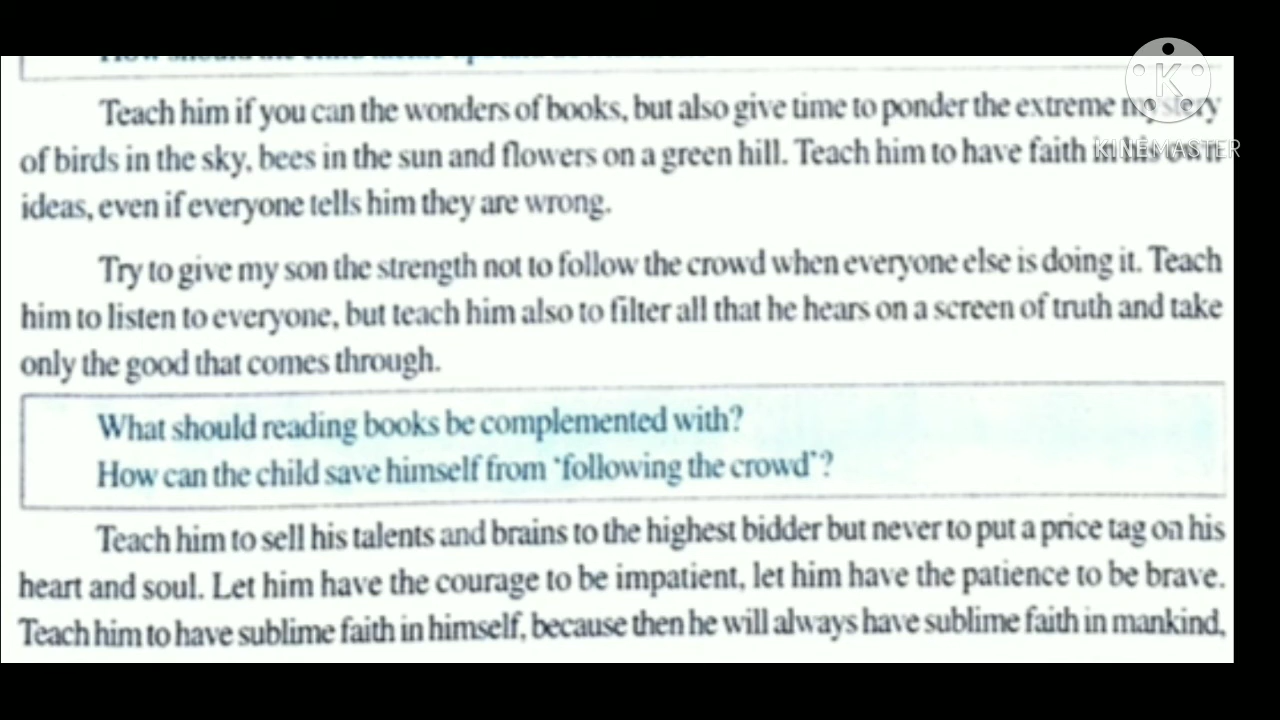 Teach him if you can the wonders of books, but also give time to ponder the extreme mystery
of birds in the sky, bees in the sun and flowers on a green hill. Teach him to have faith in his own
ideas, even if everyone tells him they are wrong.
Try to give my son the strength not to follow the crowd when everyone else is doing it. Teach
him to listen to everyone, but teach him also to filter all that he hears on a screen of truth and take
only the good that comes through.
What should reading books be complemented with?
How can the child save himself from 'following the crowd'?
Teach him to sell his talents and brains to the highest bidder but never to put a price tag on his
heart and soul. Let him have the courage to be impatient, let him have the patience to be brave.
Teach him to have sublime faith in himself, because then he will always have sublime faith in mankind,
K
KINEMASTER